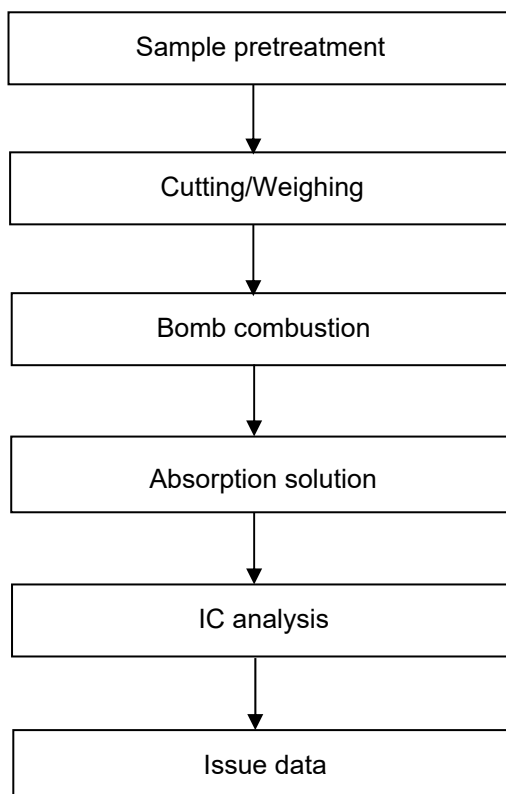 Sample pretreatment
Cutting/Weighing
Bomb combustion
Absorption solution
IC analysis
Issue data